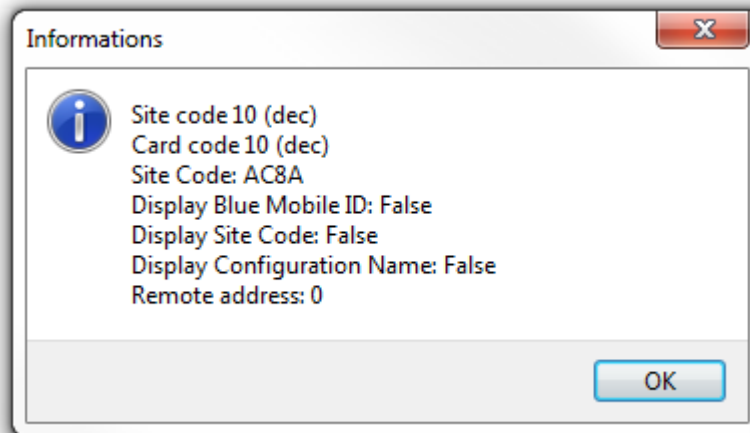 Informations
Site code 10 (dec)
Card code 10 (dec)
Site Code: AC8A
Display Blue Mobile ID: False
Display Site Code: False
Display Configuration Name: False
Remote address: 0
OK